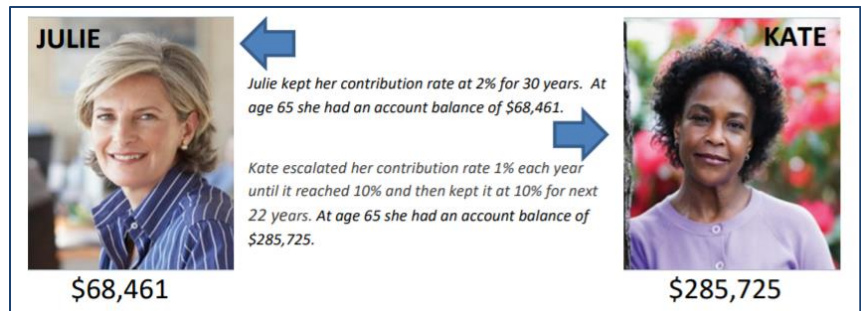 JULIE
KATE
Julie kept her contribution rate at 2% for 30 years. At
age 65 she had an account balance of $68,461.
Kate escalated her contribution rate 1% each year
until it reached 10% and then kept it at 10% for next
22 years. At age 65 she had an account balance of
$285,725.
$68,461
$285,725